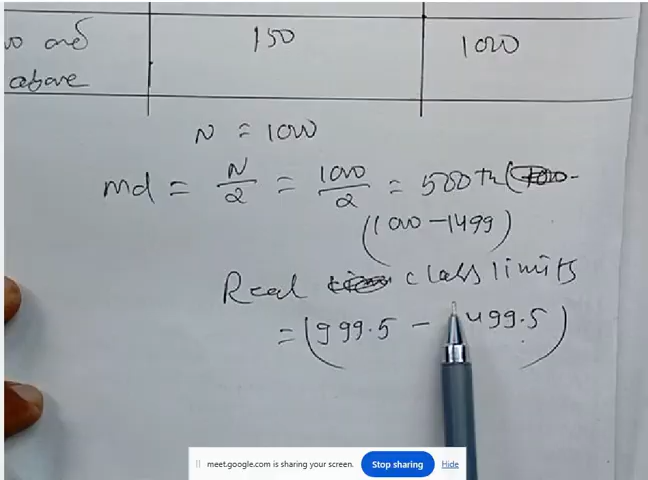 and 150 1000
above
N = 1000
md = N/2 = 1000/2 = 500th (
(1000 - 1499)
Real class limits
= (999.5 - 1499.5)
meet.google.com is sharing your screen. Stop sharing Hide